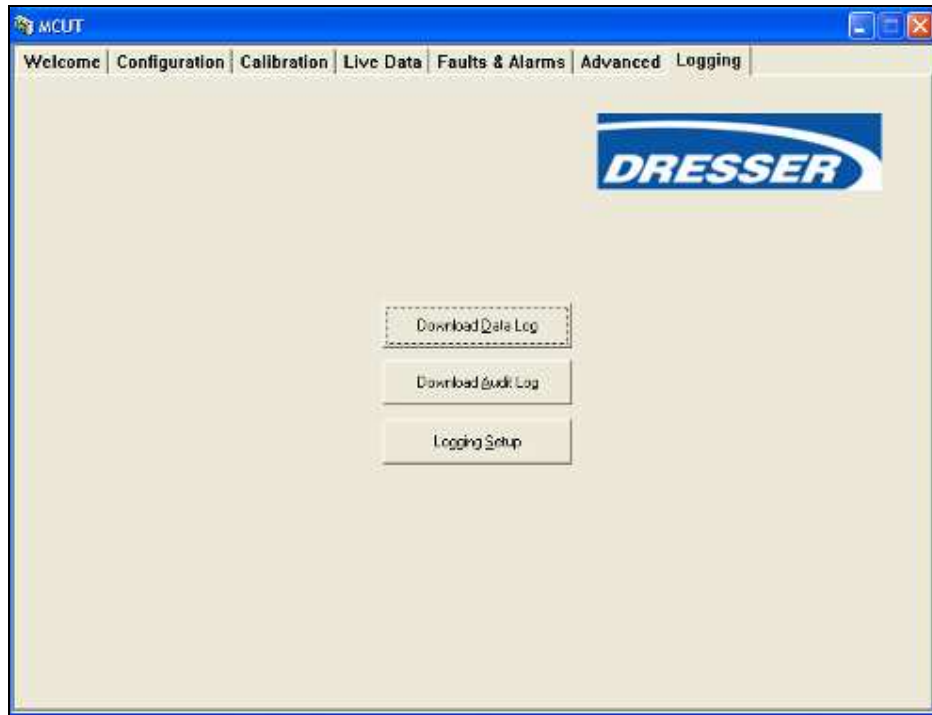 MCUT
Welcome Configuration Calibration Live Data Faults & Alarms Advanced Logging
DRESSER
Download Data Log
Download Audit Log
Logging Setup